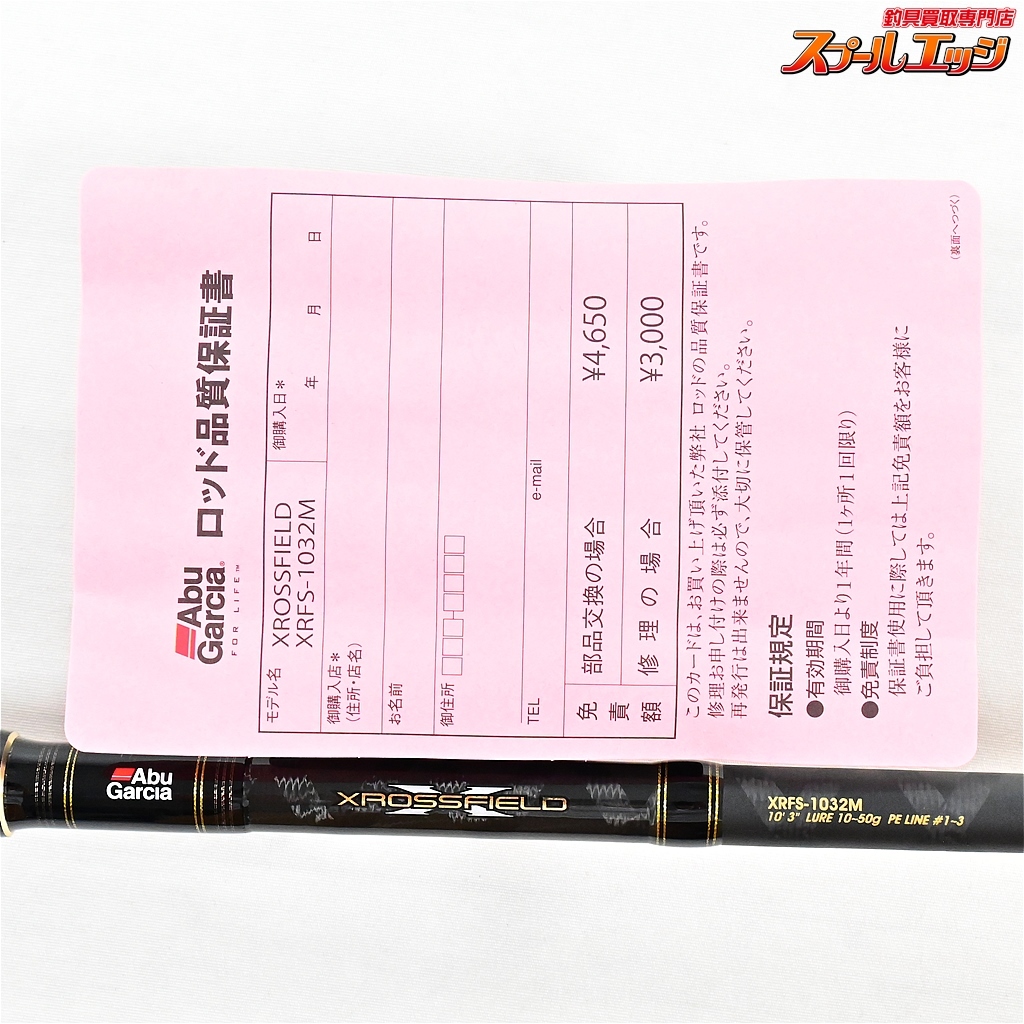 釣具買取専門店
スプールエッジ
Abu
Garcia®
FOR LIFE™
ロッド品質保証書
モデル名
XROSSFIELD
XRFS-1032M
御購入日*
年 月 日
御購入店*
(住所・店名)
お名前
御住所
TEL
e-mail
免責額
部品交換の場合 ¥4,650
修理の場合 ¥3,000
このカードは、お買い上げ頂いた弊社 ロッドの品質保証書です。
修理お申し付けの際は必ず添付してください。
再発行は出来ませんので、大切に保管してください。
保証規定
●有効期間
御購入日より1年間(1ヶ所1回限り)
●免責制度
保証書使用に際しては上記免責額をお客様に
ご負担して頂きます。
(裏面へつづく)
Abu
Garcia
XROSSFIELD
XRFS-1032M
10' 3" LURE 10~50g PE LINE #1~3